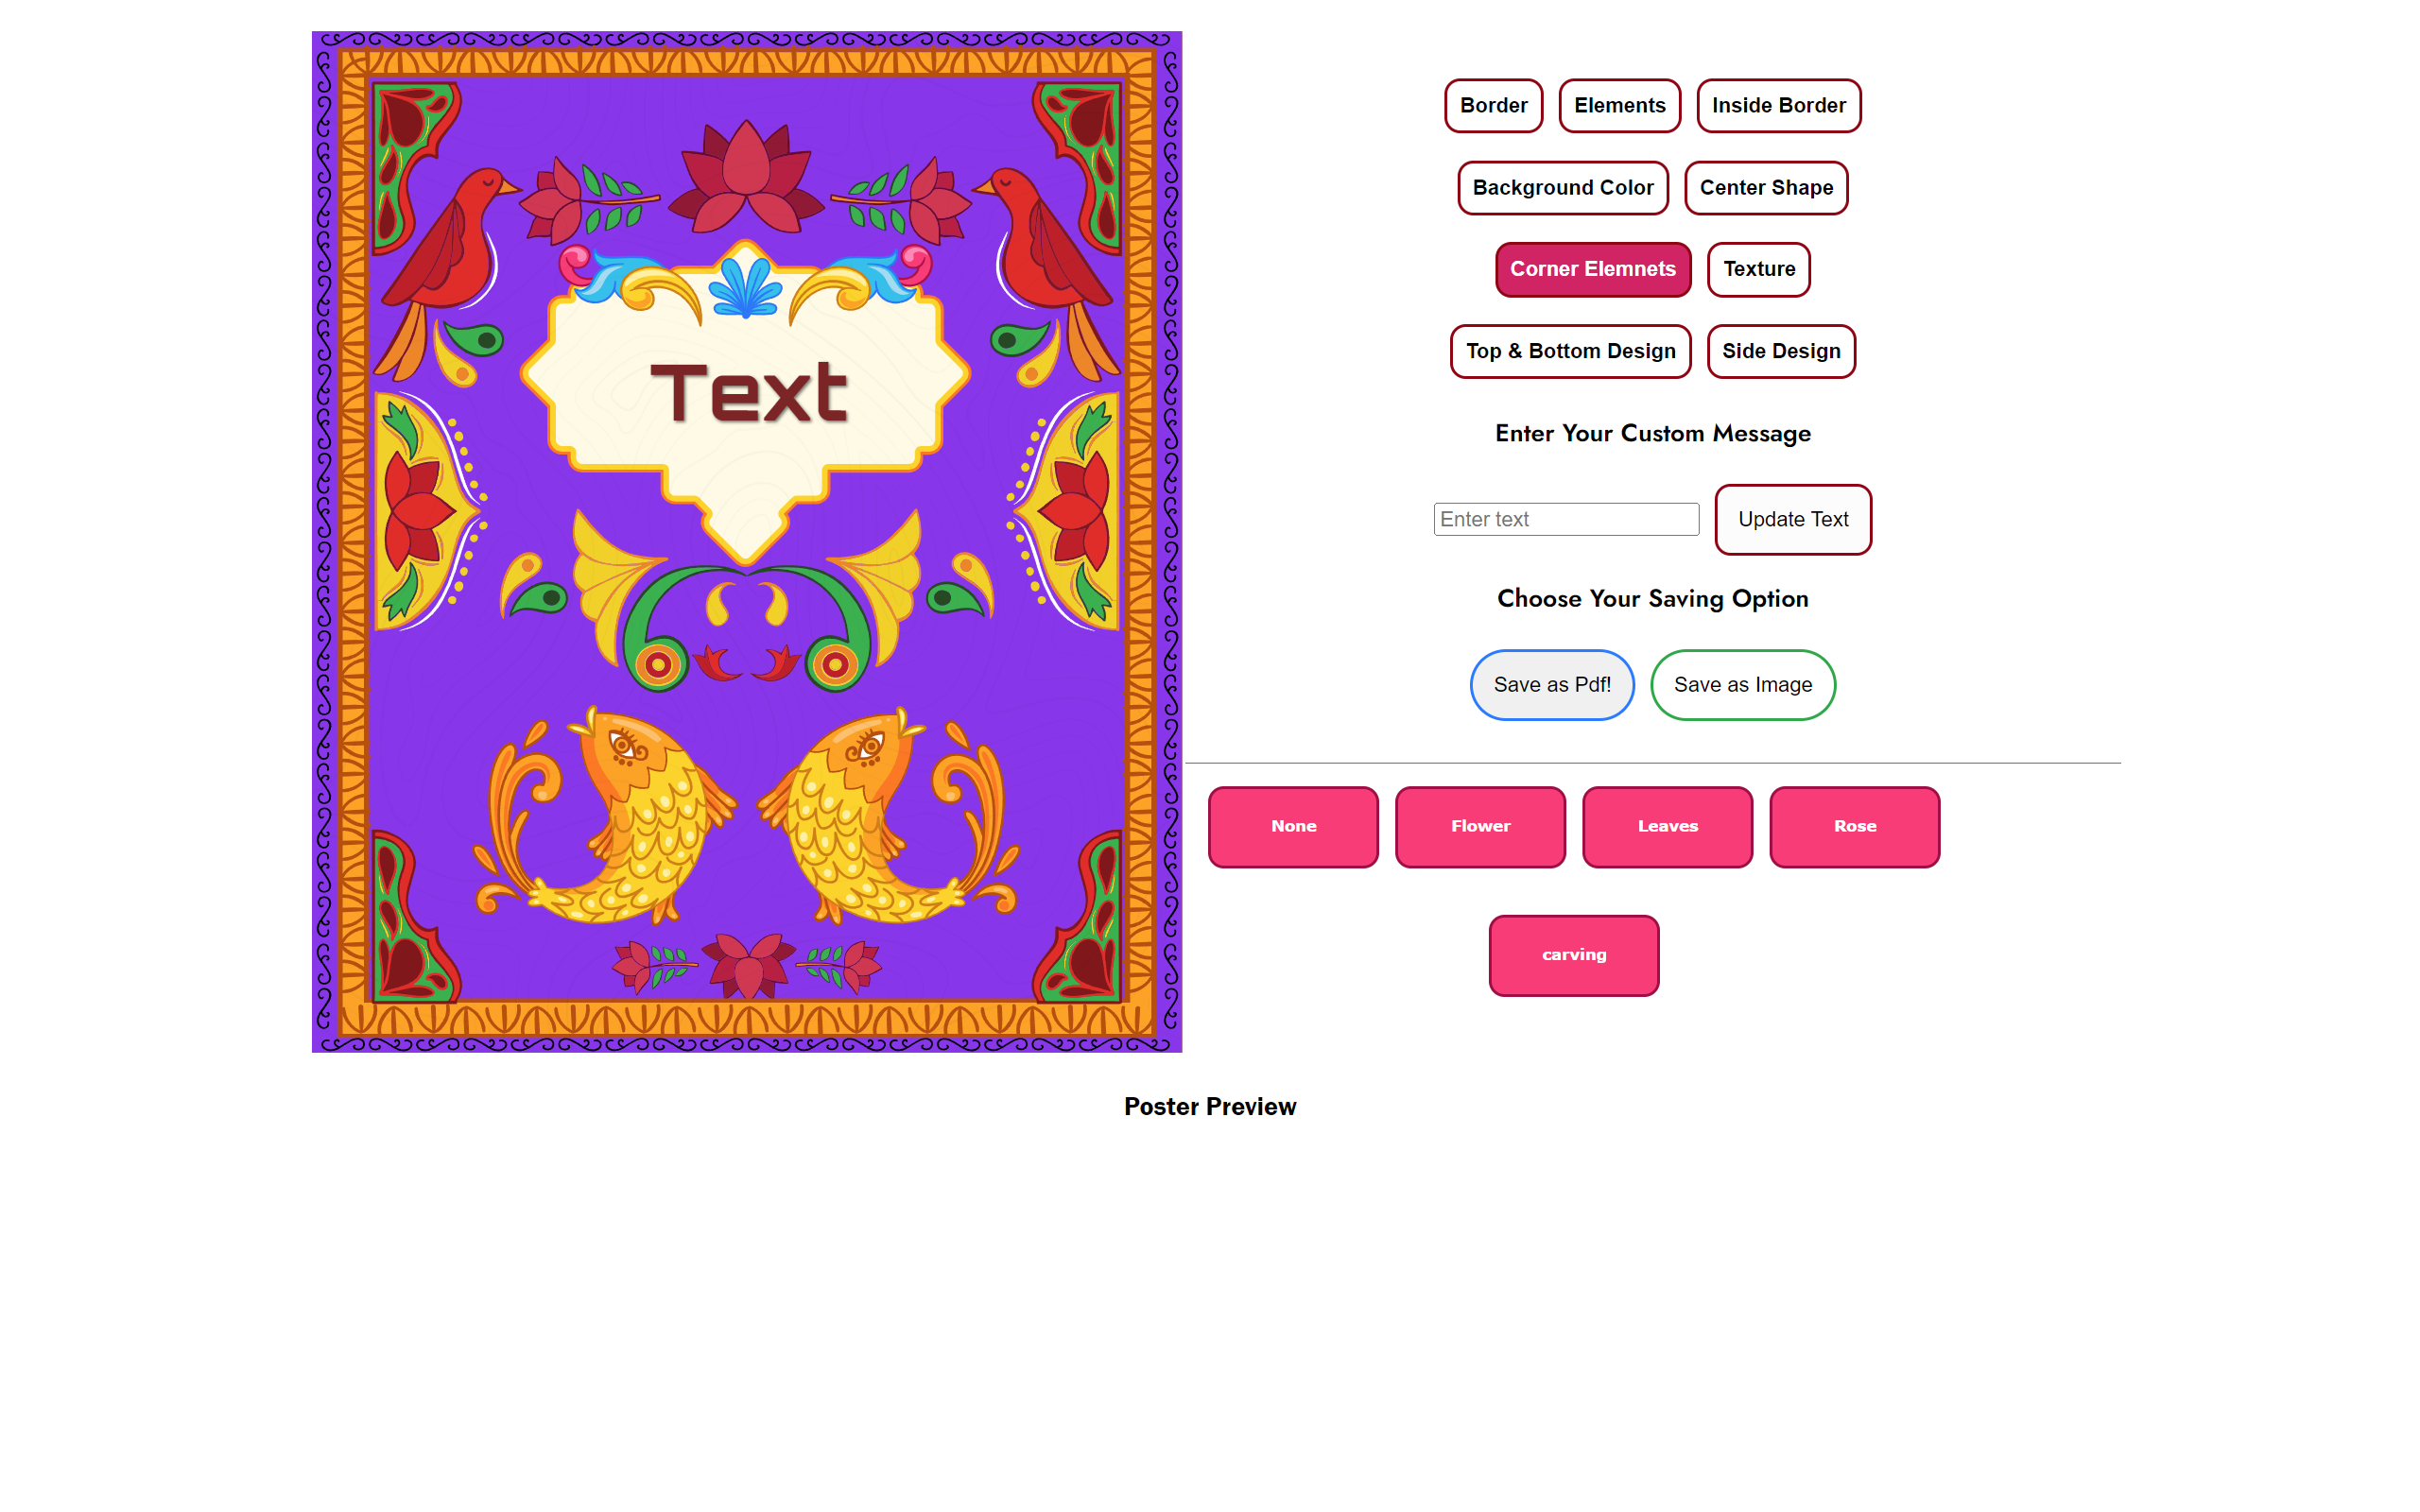 Text
Border Elements Inside Border
Background Color Center Shape
Corner Elemnets Texture
Top & Bottom Design Side Design
Enter Your Custom Message
Enter text Update Text
Choose Your Saving Option
Save as Pdf! Save as Image
None Flower Leaves Rose
carving
Poster Preview